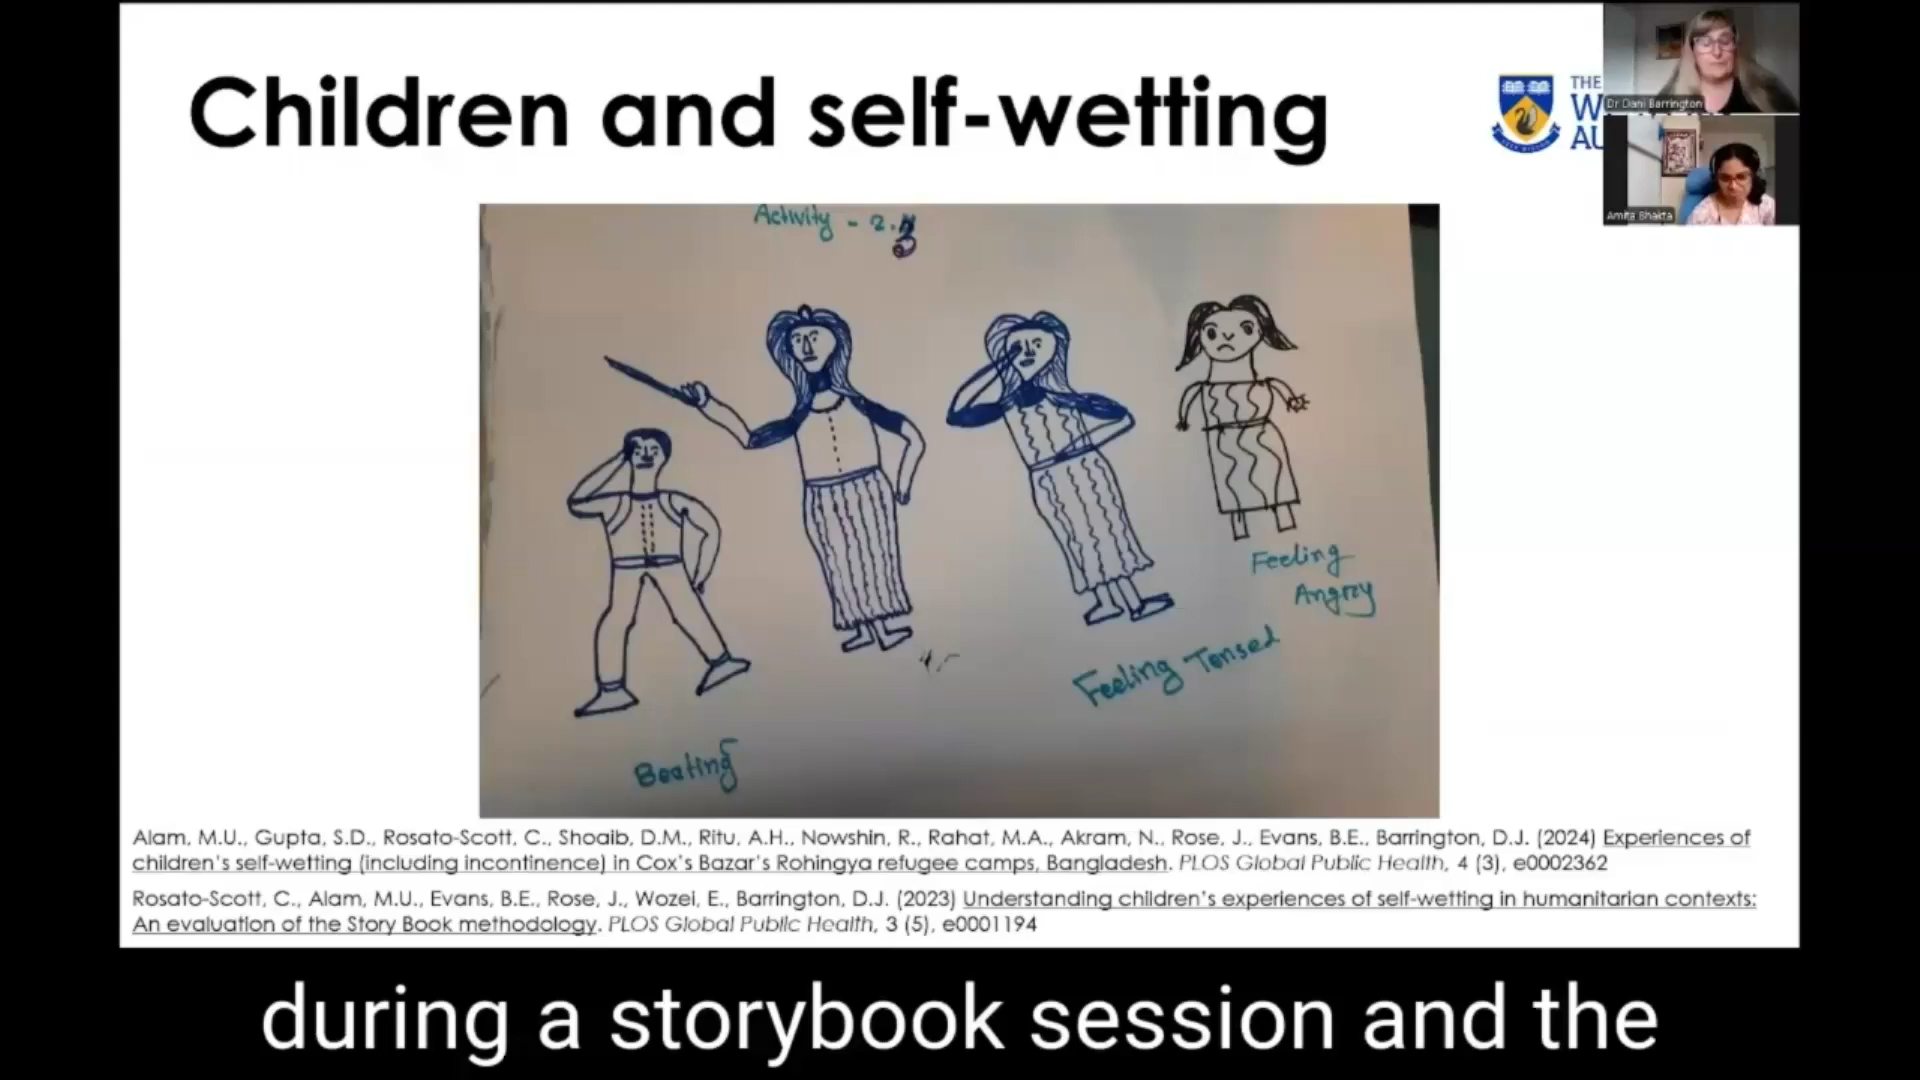 Children and self-wetting
THE
W
AU
Dr Dani Barrington
Amita Bhakta
Activity - 2.
Feeling
Angry
Feeling Tensed
Beating
Alam, M.U., Gupta, S.D., Rosato-Scott, C., Shoaib, D.M., Ritu, A.H., Nowshin, R., Rahat, M.A., Akram, N., Rose, J., Evans, B.E., Barrington, D.J. (2024) Experiences of
children's self-wetting (including incontinence) in Cox's Bazar's Rohingya refugee camps, Bangladesh. PLOS Global Public Health, 4 (3), e0002362
Rosato-Scott, C., Alam, M.U., Evans, B.E., Rose, J., Wozei, E., Barrington, D.J. (2023) Understanding children's experiences of self-wetting in humanitarian contexts:
An evaluation of the Story Book methodology. PLOS Global Public Health, 3 (5), e0001194
during a storybook session and the